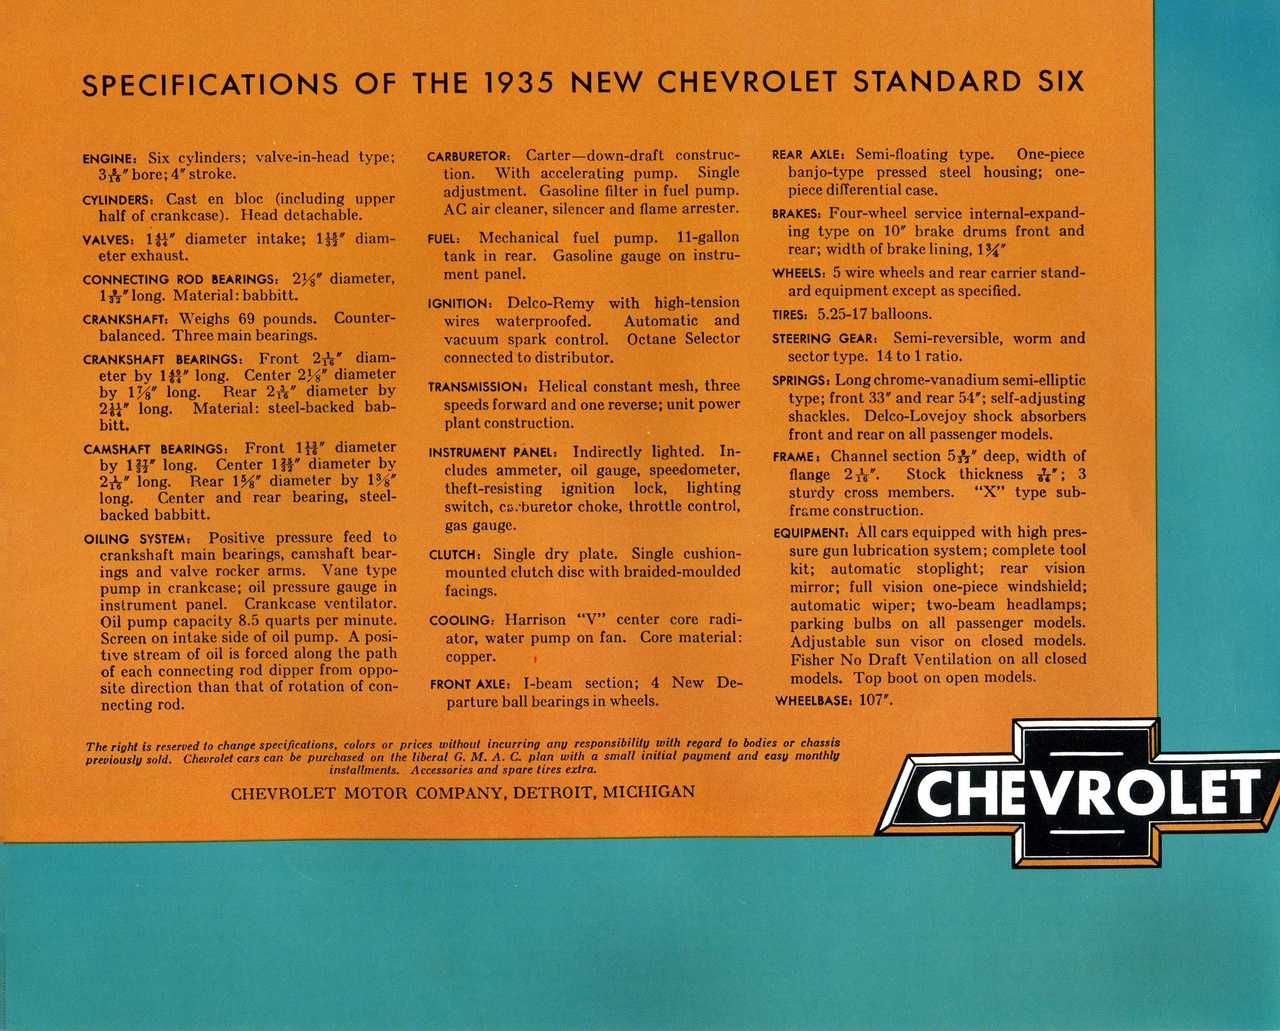 SPECIFICATIONS OF THE 1935 NEW CHEVROLET STANDARD SIX
ENGINE: Six cylinders; valve-in-head type;
3 5/16″ bore; 4″ stroke.
CYLINDERS: Cast en bloc (including upper
half of crankcase). Head detachable.
VALVES: 1 41/64″ diameter intake; 1 15/32″ diam-
eter exhaust.
CONNECTING ROD BEARINGS: 2⅛″ diameter,
1 9/32″ long. Material: babbitt.
CRANKSHAFT: Weighs 69 pounds. Counter-
balanced. Three main bearings.
CRANKSHAFT BEARINGS: Front 2 1/16″ diam-
eter by 1 49/64″ long. Center 2⅛″ diameter
by 1⅞″ long. Rear 2 3/16″ diameter by
2 11/64″ long. Material: steel-backed bab-
bitt.
CAMSHAFT BEARINGS: Front 1 13/16″ diameter
by 1 27/32″ long. Center 1 25/32″ diameter by
2 1/16″ long. Rear 1⅝″ diameter by 1⅜″
long. Center and rear bearing, steel-
backed babbitt.
OILING SYSTEM: Positive pressure feed to
crankshaft main bearings, camshaft bear-
ings and valve rocker arms. Vane type
pump in crankcase; oil pressure gauge in
instrument panel. Crankcase ventilator.
Oil pump capacity 8.5 quarts per minute.
Screen on intake side of oil pump. A posi-
tive stream of oil is forced along the path
of each connecting rod dipper from oppo-
site direction than that of rotation of con-
necting rod.
CARBURETOR: Carter—down-draft construc-
tion. With accelerating pump. Single
adjustment. Gasoline filter in fuel pump.
AC air cleaner, silencer and flame arrester.
FUEL: Mechanical fuel pump. 11-gallon
tank in rear. Gasoline gauge on instru-
ment panel.
IGNITION: Delco-Remy with high-tension
wires waterproofed. Automatic and
vacuum spark control. Octane Selector
connected to distributor.
TRANSMISSION: Helical constant mesh, three
speeds forward and one reverse; unit power
plant construction.
INSTRUMENT PANEL: Indirectly lighted. In-
cludes ammeter, oil gauge, speedometer,
theft-resisting ignition lock, lighting
switch, carburetor choke, throttle control,
gas gauge.
CLUTCH: Single dry plate. Single cushion-
mounted clutch disc with braided-moulded
facings.
COOLING: Harrison “V” center core radi-
ator, water pump on fan. Core material:
copper.
FRONT AXLE: I-beam section; 4 New De-
parture ball bearings in wheels.
REAR AXLE: Semi-floating type. One-piece
banjo-type pressed steel housing; one-
piece differential case.
BRAKES: Four-wheel service internal-expand-
ing type on 10″ brake drums front and
rear; width of brake lining, 1¾″
WHEELS: 5 wire wheels and rear carrier stand-
ard equipment except as specified.
TIRES: 5.25-17 balloons.
STEERING GEAR: Semi-reversible, worm and
sector type. 14 to 1 ratio.
SPRINGS: Long chrome-vanadium semi-elliptic
type; front 33″ and rear 54″; self-adjusting
shackles. Delco-Lovejoy shock absorbers
front and rear on all passenger models.
FRAME: Channel section 5 9/32″ deep, width of
flange 2 1/16″. Stock thickness 7/64″; 3
sturdy cross members. “X” type sub-
frame construction.
EQUIPMENT: All cars equipped with high pres-
sure gun lubrication system; complete tool
kit; automatic stoplight; rear vision
mirror; full vision one-piece windshield;
automatic wiper; two-beam headlamps;
parking bulbs on all passenger models.
Adjustable sun visor on closed models.
Fisher No Draft Ventilation on all closed
models. Top boot on open models.
WHEELBASE: 107″.
The right is reserved to change specifications, colors or prices without incurring any responsibility with regard to bodies or chassis
previously sold. Chevrolet cars can be purchased on the liberal G. M. A. C. plan with a small initial payment and easy monthly
installments. Accessories and spare tires extra.
CHEVROLET MOTOR COMPANY, DETROIT, MICHIGAN
CHEVROLET